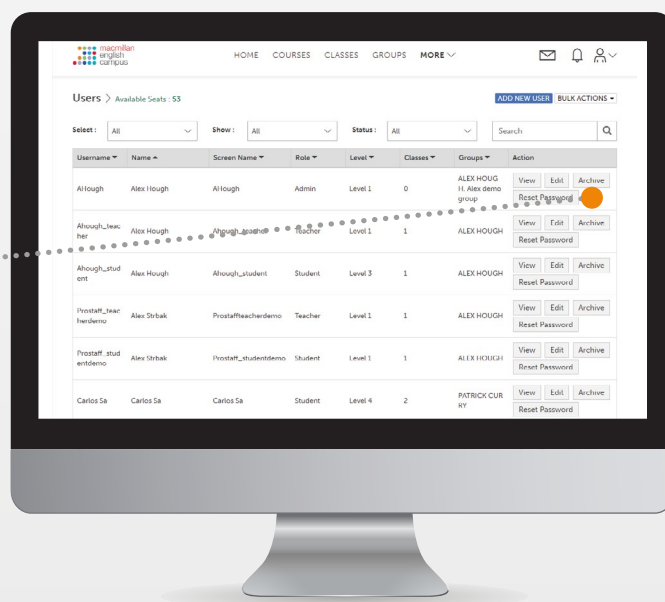 macmillan
english
campus
HOME COURSES CLASSES GROUPS MORE
Users > Available Seats : 53
ADD NEW USER BULK ACTIONS
Select : All Show : All Status : All Search
Username Name Screen Name Role Level Classes Groups Action
AHough Alex Hough AHough Admin Level 1 0 ALEX HOUG
H. Alex demo
group
View Edit Archive
Reset Password
Ahough_teac
her
Alex Hough Ahough_teacher Teacher Level 1 1 ALEX HOUGH
View Edit Archive
Reset Password
Ahough_stud
ent
Alex Hough Ahough_student Student Level 3 1 ALEX HOUGH
View Edit Archive
Reset Password
Prostaff_teac
herdemo
Alex Strbak Prostaffteacherdemo Teacher Level 1 1 ALEX HOUGH
View Edit Archive
Reset Password
Prostaff_stud
entdemo
Alex Strbak Prostaff_studentdemo Student Level 1 1 ALEX HOUGH
View Edit Archive
Reset Password
Carlos Sa Carlos Sa Carlos Sa Student Level 4 2 PATRICK CUR
RY
View Edit Archive
Reset Password